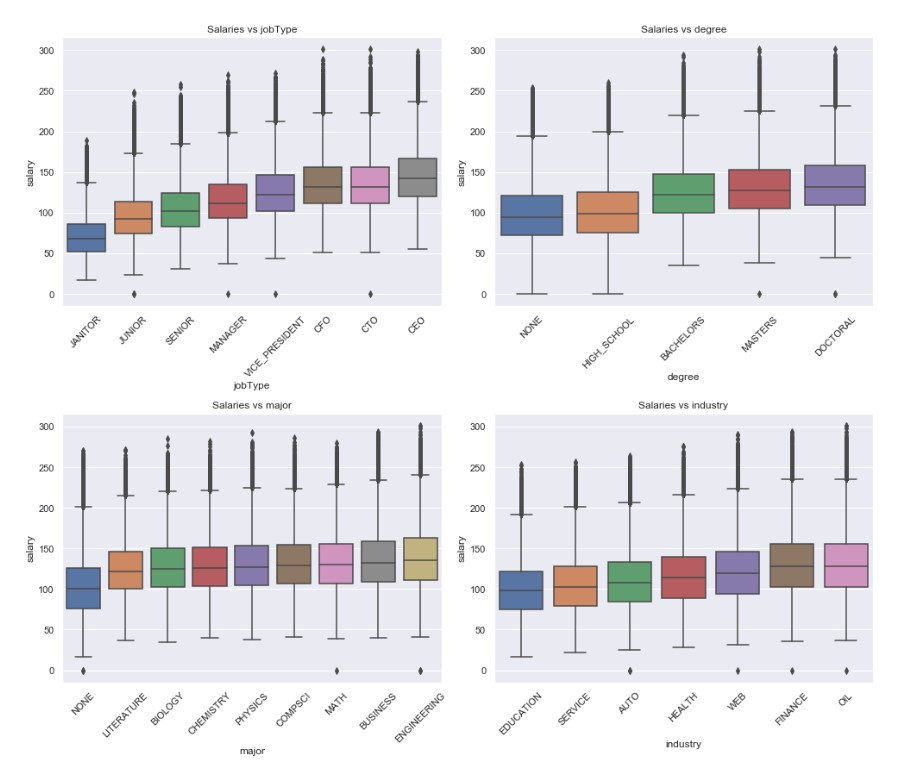 Salaries vs jobType
300
250
200
150
100
50
0
salary
JANITOR
JUNIOR
SENIOR
MANAGER
VICE_PRESIDENT
CFO
CTO
CEO
jobType
Salaries vs degree
300
250
200
150
100
50
0
salary
NONE
HIGH_SCHOOL
BACHELORS
MASTERS
DOCTORAL
degree
Salaries vs major
300
250
200
150
100
50
0
salary
NONE
LITERATURE
BIOLOGY
CHEMISTRY
PHYSICS
COMPSCI
MATH
BUSINESS
ENGINEERING
major
Salaries vs industry
300
250
200
150
100
50
0
salary
EDUCATION
SERVICE
AUTO
HEALTH
WEB
FINANCE
OIL
industry